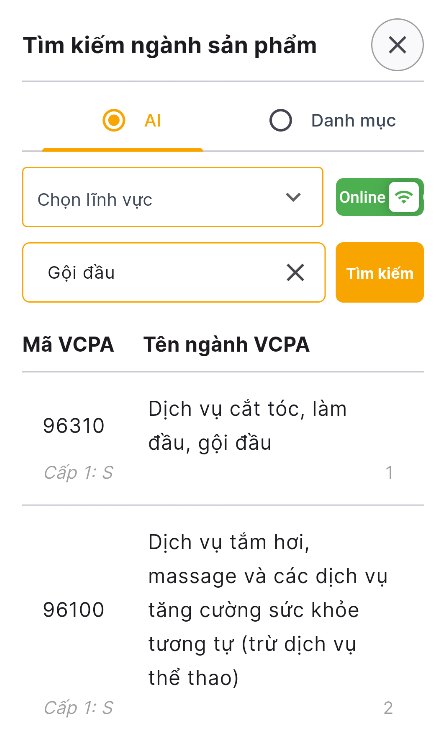 Tìm kiếm ngành sản phẩm
AI
Danh mục
Chọn lĩnh vực
Online
Gội đầu
Tìm kiếm
Mã VCPA Tên ngành VCPA
Dịch vụ cắt tóc, làm
96310
đầu, gội đầu
Cấp 1: S 1
Dịch vụ tắm hơi,
massage và các dịch vụ
96100 tăng cường sức khỏe
tương tự (trừ dịch vụ
thể thao)
Cấp 1: S 2